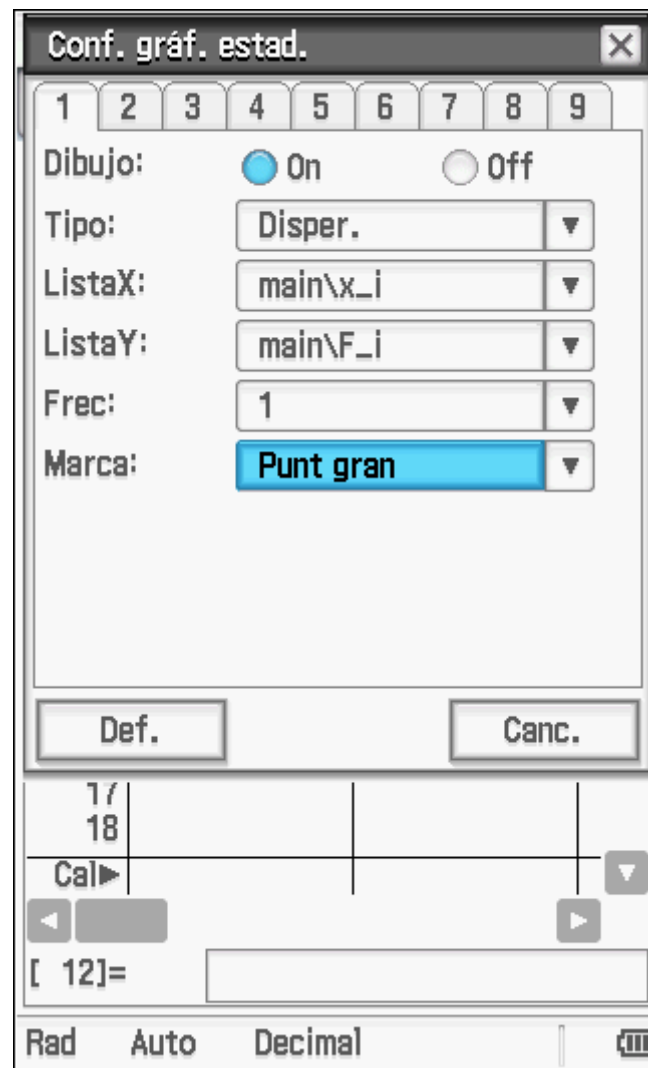 Conf. gráf. estad.
1 2 3 4 5 6 7 8 9
Dibujo: On Off
Tipo: Disper.
ListaX: main\x_i
ListaY: main\F_i
Frec: 1
Marca: Punt gran
Def. Canc.
17
18
Cal▶
[ 12]=
Rad Auto Decimal